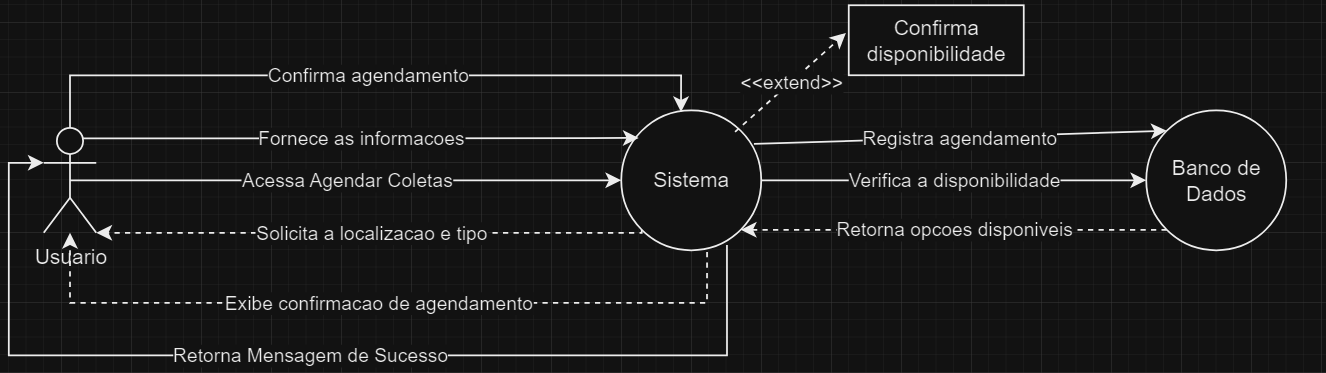 Confirma
disponibilidade
Confirma agendamento
<<extend>>
Fornece as informacoes
Registra agendamento
Acessa Agendar Coletas
Sistema
Verifica a disponibilidade
Banco de
Dados
Solicita a localizacao e tipo
Retorna opcoes disponiveis
Usuario
Exibe confirmacao de agendamento
Retorna Mensagem de Sucesso